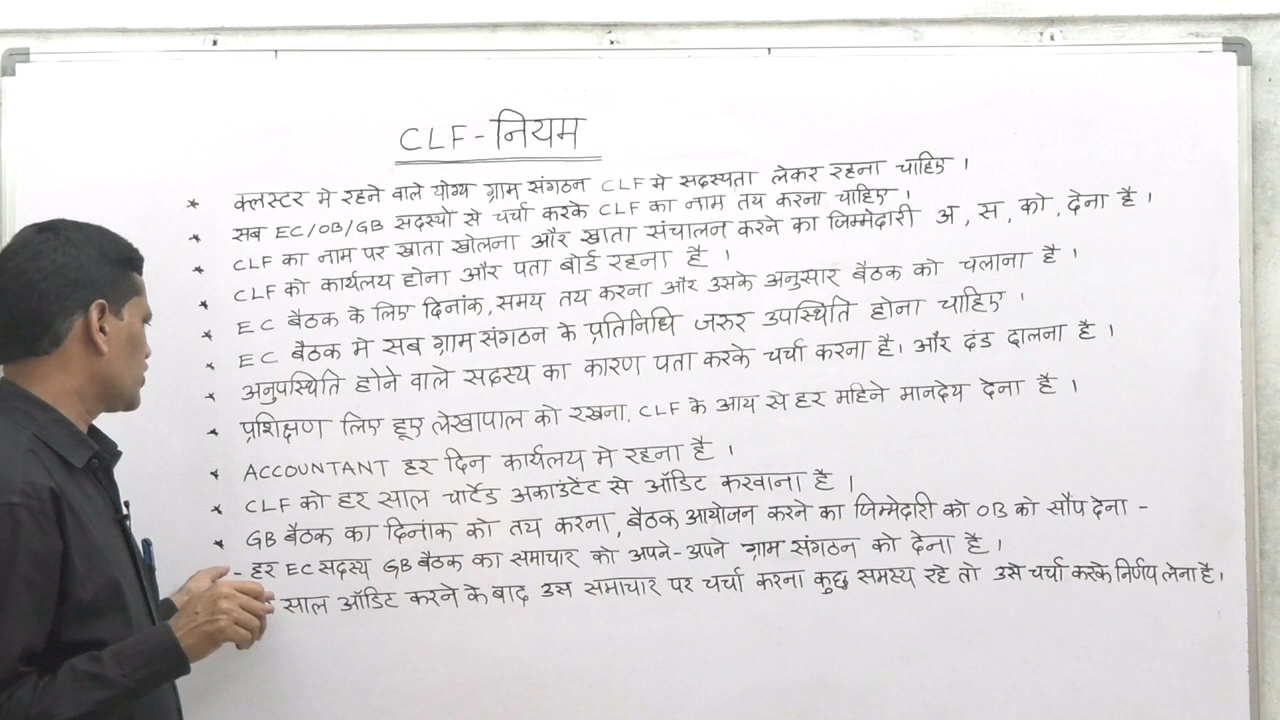 CLF-नियम
* क्लस्टर मे रहने वाले योग्य ग्राम संगठन CLF मे सदस्यता लेकर रहना चाहिए ।
* सब EC/OB/GB सदस्यों से चर्चा करके CLF का नाम तय करना चाहिए ।
* CLF का नाम पर खाता खोलना और खाता संचालन करने का जिम्मेदारी अ, स, को, देना है ।
* CLF को कार्यलय होना और पता बोर्ड रहना है ।
* EC बैठक के लिए दिनांक, समय तय करना और उसके अनुसार बैठक को चलाना है ।
* EC बैठक मे सब ग्राम संगठन के प्रतिनिधि जरुर उपस्थिति होना चाहिए ।
* अनुपस्थिति होने वाले सदस्य का कारण पता करके चर्चा करना है। और दंड दालना है ।
* प्रशिक्षण लिए हूए लेखापाल को रखना, CLF के आय से हर महिने मानदेय देना है ।
* ACCOUNTANT हर दिन कार्यलय मे रहना है ।
* CLF को हर साल चार्टेड अकाउंटेट से ऑडिट करवाना है ।
* GB बैठक का दिनांक को तय करना, बैठक आयोजन करने का जिम्मेदारी को OB को सौंप देना -
- हर EC सदस्य GB बैठक का समाचार को अपने-अपने ग्राम संगठन को देना है ।
साल ऑडिट करने के बाद उस समाचार पर चर्चा करना कुछ समस्य रहे तो उसे चर्चा करके निर्णय लेना है ।